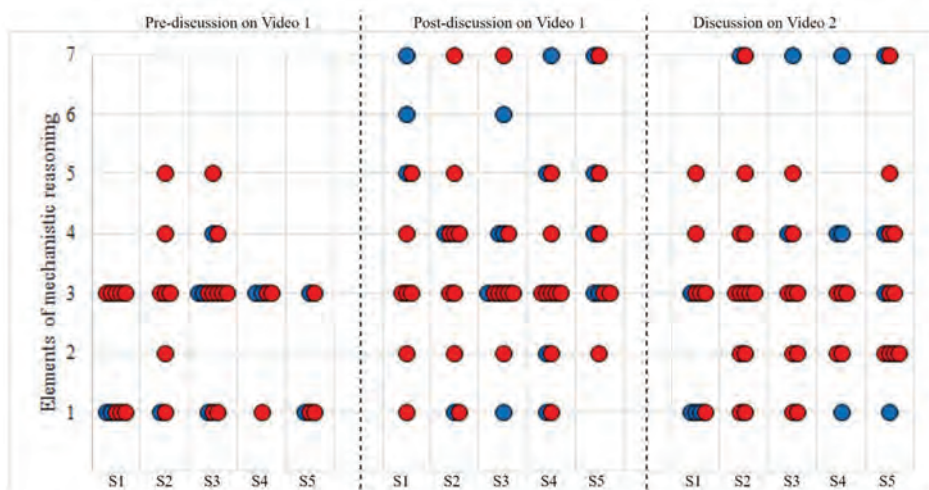 Pre-discussion on Video 1
Post-discussion on Video 1
Discussion on Video 2
Elements of mechanistic reasoning
7
6
5
4
3
2
1
S1 S2 S3 S4 S5 S1 S2 S3 S4 S5 S1 S2 S3 S4 S5